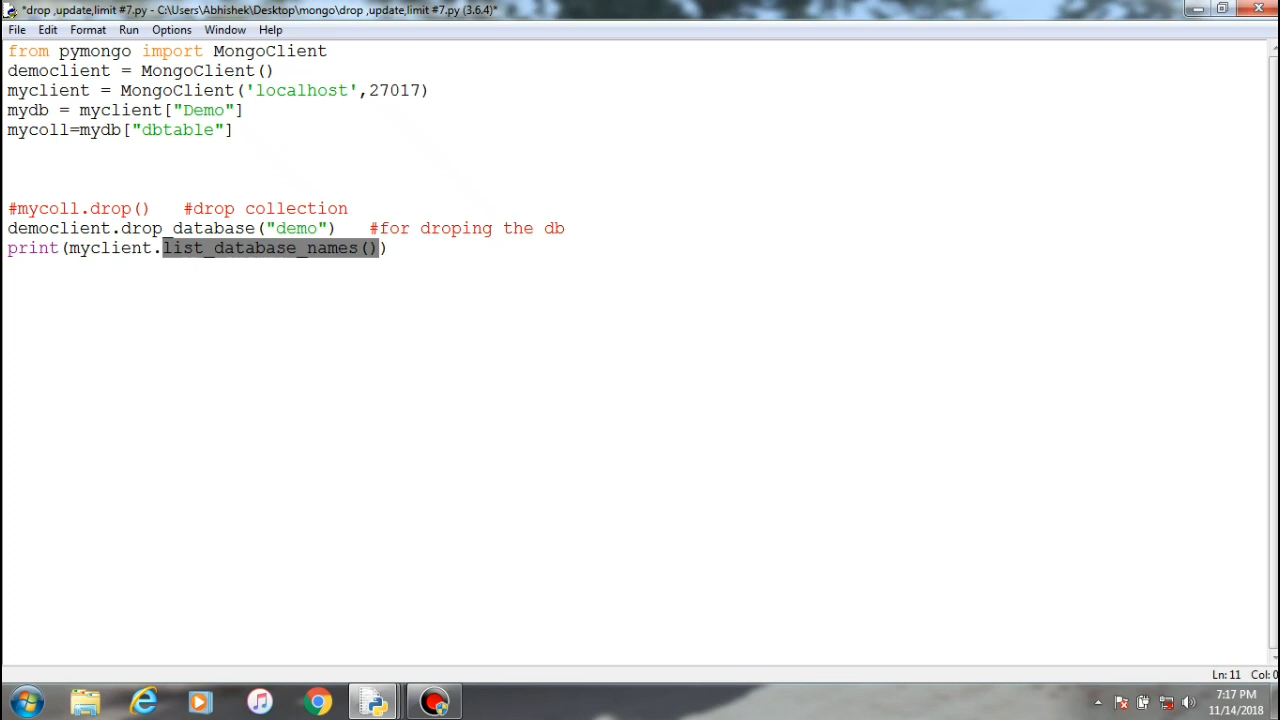 *drop ,update,limit #7.py - C:\Users\Abhishek\Desktop\mongo\drop ,update,limit #7.py (3.6.4)*
File Edit Format Run Options Window Help
from pymongo import MongoClient
democlient = MongoClient()
myclient = MongoClient('localhost',27017)
mydb = myclient["Demo"]
mycoll=mydb["dbtable"]
#mycoll.drop() #drop collection
democlient.drop_database("demo") #for droping the db
print(myclient.list_database_names())
Ln: 11 Col: 0
7:17 PM
11/14/2018